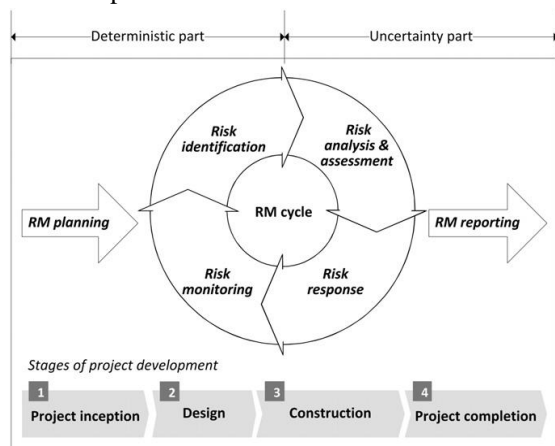 Deterministic part
Uncertainty part
Risk
identification
Risk
analysis &
assessment
RM planning
RM cycle
RM reporting
Risk
monitoring
Risk
response
Stages of project development
1
Project inception
2
Design
3
Construction
4
Project completion